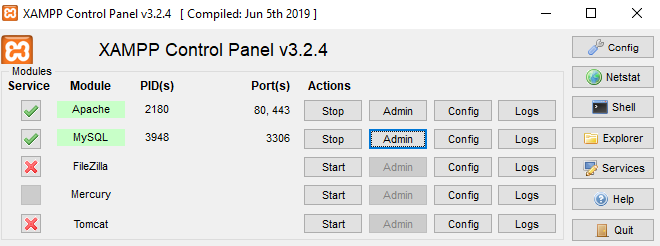 XAMPP Control Panel v3.2.4 [ Compiled: Jun 5th 2019 ]
XAMPP Control Panel v3.2.4
Config
Modules
Service Module PID(s) Port(s) Actions
Netstat
Apache 2180 80, 443 Stop Admin Config Logs
Shell
MySQL 3948 3306 Stop Admin Config Logs
Explorer
FileZilla Start Admin Config Logs
Services
Mercury Start Admin Config Logs
Help
Tomcat Start Admin Config Logs
Quit